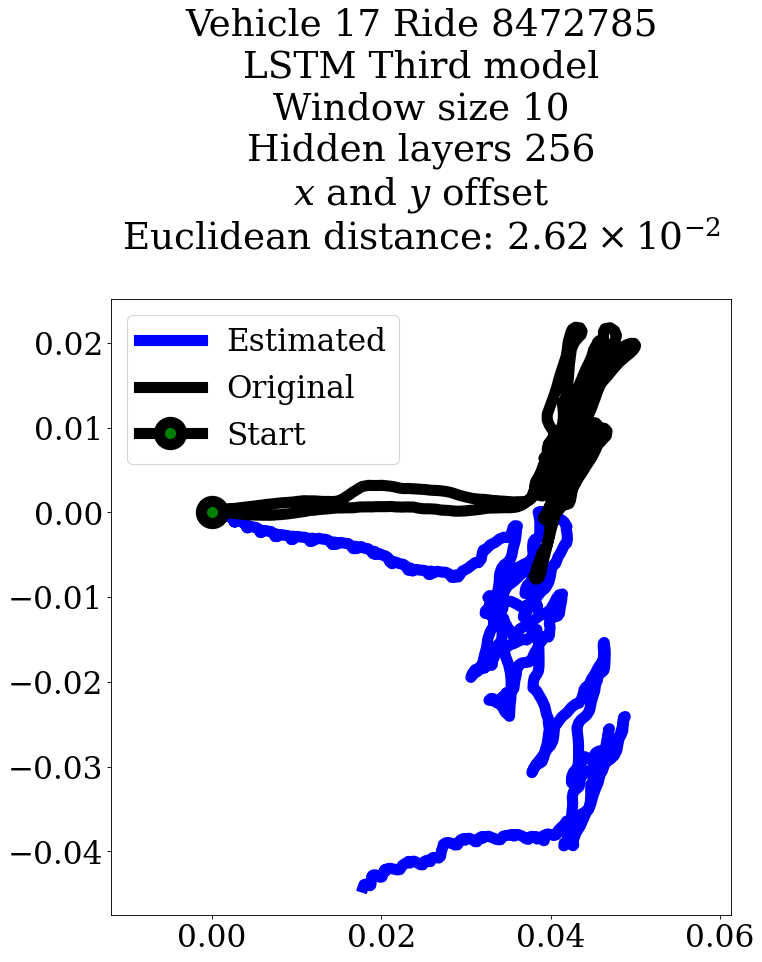 Vehicle 17 Ride 8472785
LSTM Third model
Window size 10
Hidden layers 256
x and y offset
Euclidean distance: 2.62 × 10⁻²
Estimated
Original
Start
0.02
0.01
0.00
−0.01
−0.02
−0.03
−0.04
0.00 0.02 0.04 0.06